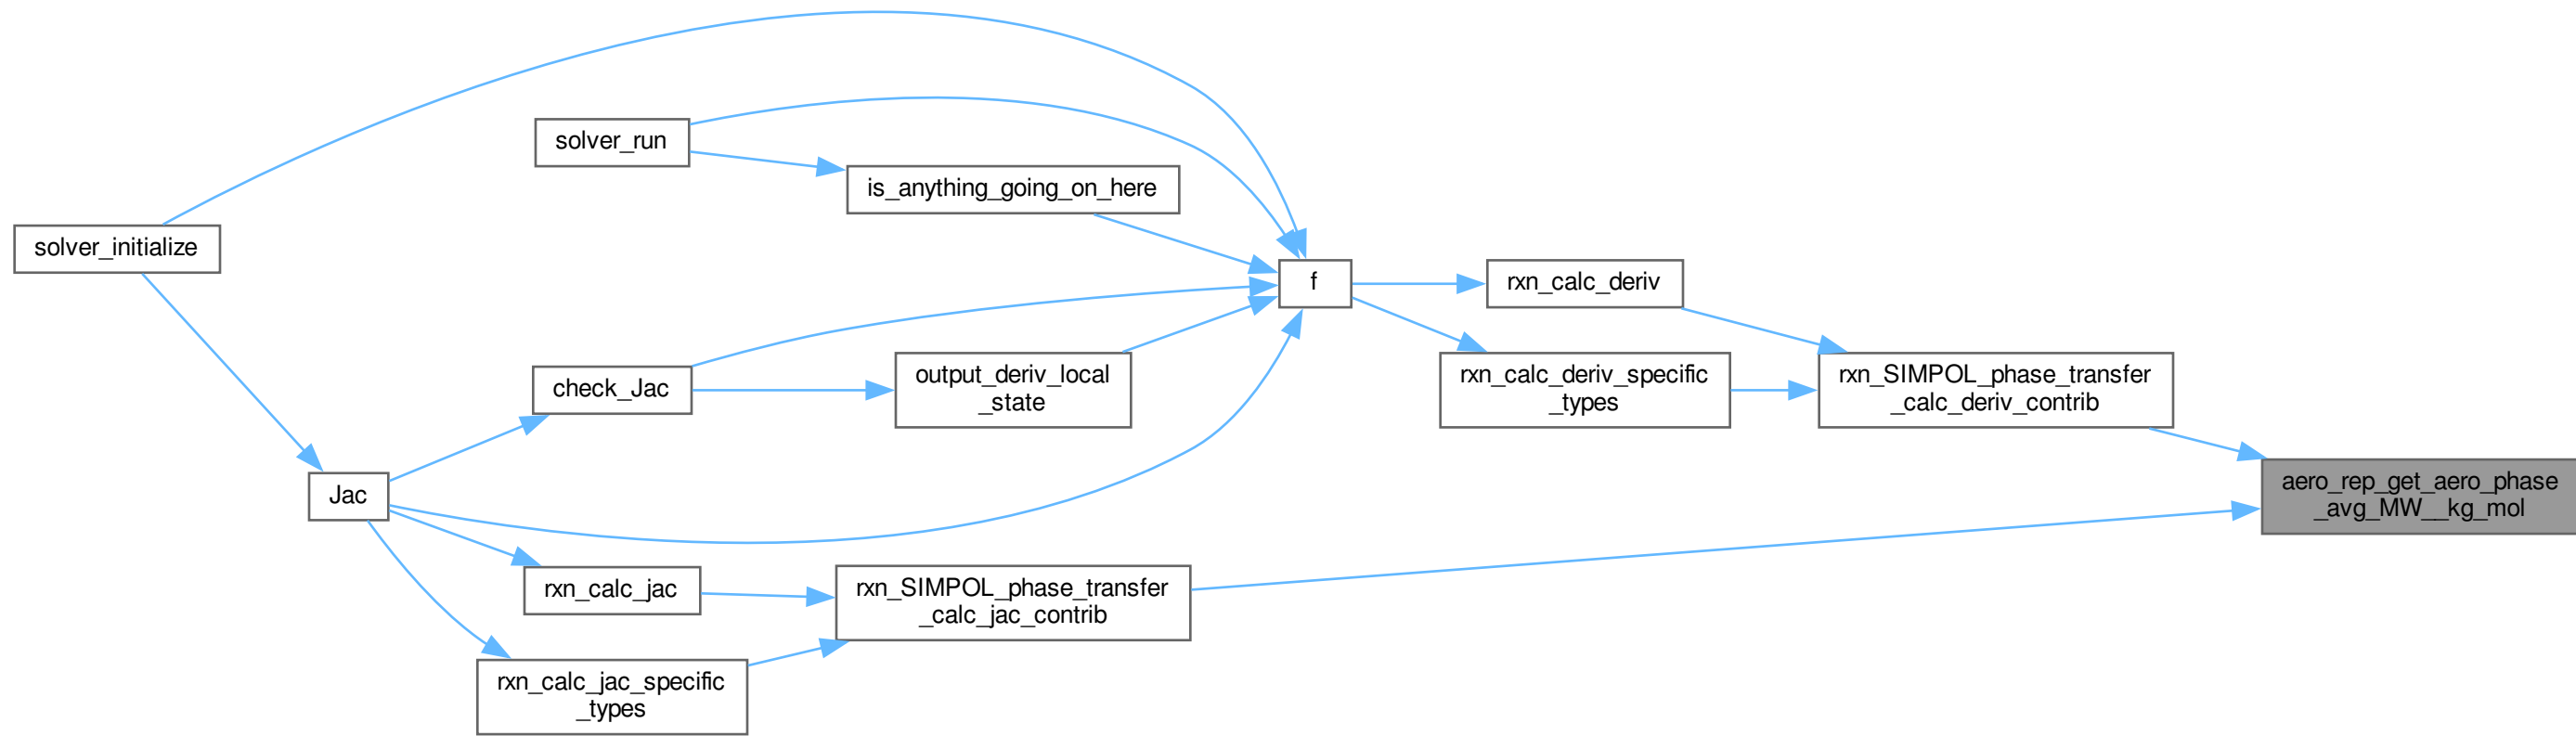 solver_run
is_anything_going_on_here
solver_initialize
f
rxn_calc_deriv
check_Jac
output_deriv_local
_state
rxn_calc_deriv_specific
_types
rxn_SIMPOL_phase_transfer
_calc_deriv_contrib
Jac
aero_rep_get_aero_phase
_avg_MW__kg_mol
rxn_calc_jac
rxn_SIMPOL_phase_transfer
_calc_jac_contrib
rxn_calc_jac_specific
_types